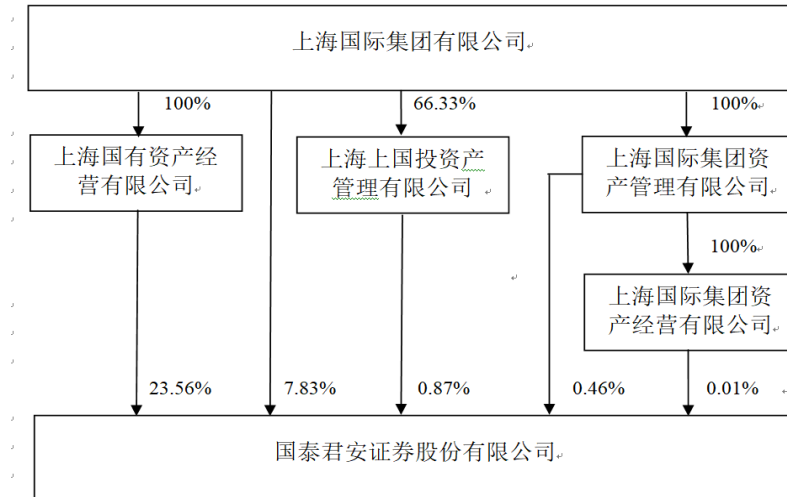 上海国际集团有限公司
100%
66.33%
100%
上海国有资产经
营有限公司
上海上国投资产
管理有限公司
上海国际集团资
产管理有限公司
100%
上海国际集团资
产经营有限公司
23.56%
7.83%
0.87%
0.46%
0.01%
国泰君安证券股份有限公司